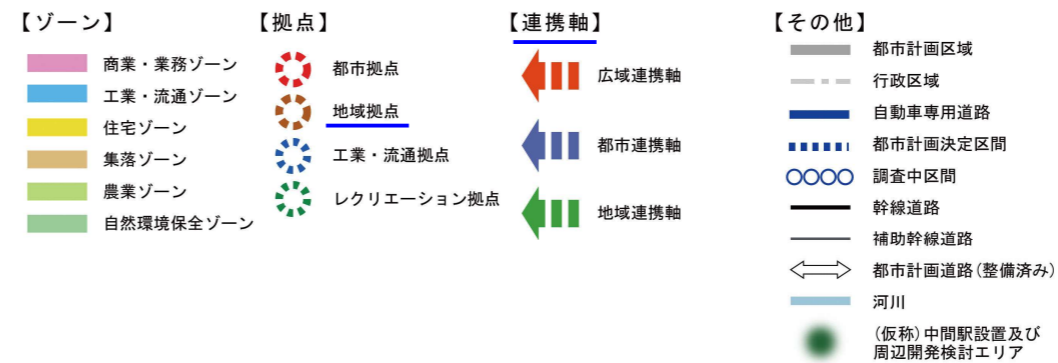 【ゾーン】
商業・業務ゾーン
工業・流通ゾーン
住宅ゾーン
集落ゾーン
農業ゾーン
自然環境保全ゾーン
【拠点】
都市拠点
地域拠点
工業・流通拠点
レクリエーション拠点
【連携軸】
広域連携軸
都市連携軸
地域連携軸
【その他】
都市計画区域
行政区域
自動車専用道路
都市計画決定区間
調査中区間
幹線道路
補助幹線道路
都市計画道路(整備済み)
河川
(仮称)中間駅設置及び
周辺開発検討エリア